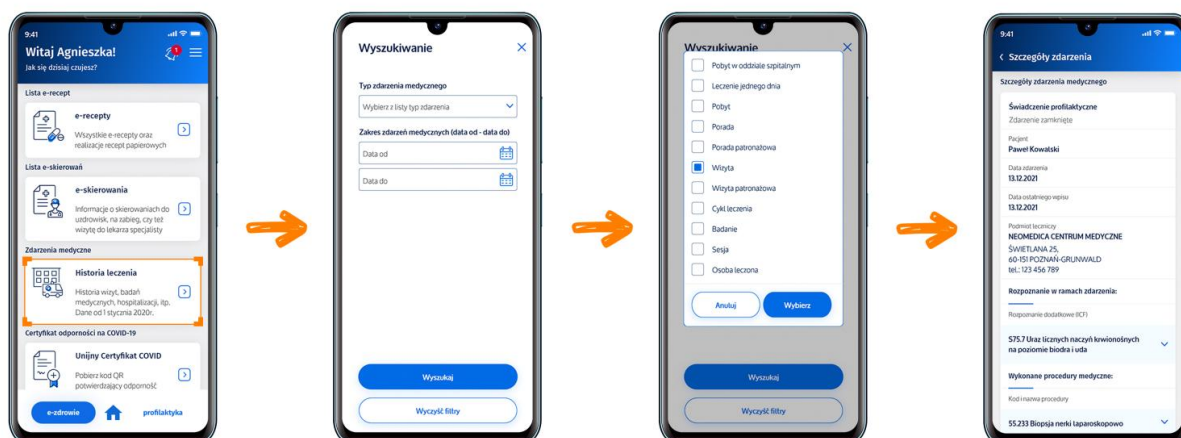 9:41
Witaj Agnieszka!
1
Jak się dzisiaj czujesz?
Lista e-recept
e-recepty
Wszystkie e-recepty oraz
realizacje recept papierowych
Lista e-skierowań
e-skierowania
Informacje o skierowaniach do
uzdrowisk, na zabieg, czy też
wizytę do lekarza specjalisty
Zdarzenia medyczne
Historia leczenia
Historia wizyt, badań
medycznych, hospitalizacji, itp.
Dane od 1 stycznia 2020r.
Certyfikat odporności na COVID-19
Unijny Certyfikat COVID
Pobierz kod QR
potwierdzający odporność
e-zdrowie
profilaktyka
Wyszukiwanie
Typ zdarzenia medycznego
Wybierz z listy typ zdarzenia
Zakres zdarzeń medycznych (data od - data do)
Data od
Data do
Wyszukaj
Wyczyść filtry
Wyszukiwanie
Pobyt w oddziale szpitalnym
Leczenie jednego dnia
Pobyt
Porada
Porada patronażowa
Wizyta
Wizyta patronażowa
Cykl leczenia
Badanie
Sesja
Osoba leczona
Anuluj
Wybierz
Wyszukaj
Wyczyść filtry
9:41
Szczegóły zdarzenia
Szczegóły zdarzenia medycznego
Świadczenie profilaktyczne
Zdarzenie zamknięte
Pacjent
Paweł Kowalski
Data zdarzenia
13.12.2021
Data ostatniego wpisu
13.12.2021
Podmiot leczniczy
NEOMEDICA CENTRUM MEDYCZNE
ŚWIETLANA 25,
60-151 POZNAŃ-GRUNWALD
tel.: 123 456 789
Rozpoznanie w ramach zdarzenia:
Rozpoznanie dodatkowe (ICF)
S75.7 Uraz licznych naczyń krwionośnych
na poziomie biodra i uda
Wykonane procedury medyczne:
Kod i nazwa procedury
55.233 Biopsja nerki laparoskopowo